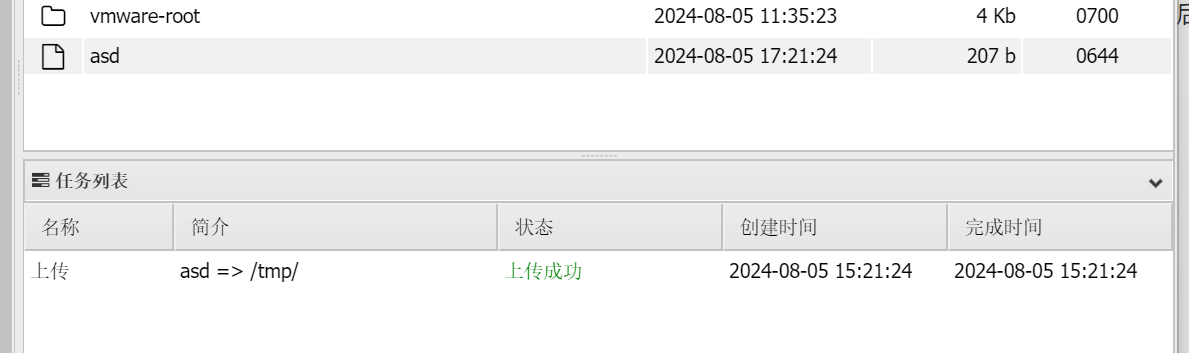 vmware-root 2024-08-05 11:35:23 4 Kb 0700
asd 2024-08-05 17:21:24 207 b 0644
任务列表
名称 简介 状态 创建时间 完成时间
上传 asd => /tmp/ 上传成功 2024-08-05 15:21:24 2024-08-05 15:21:24